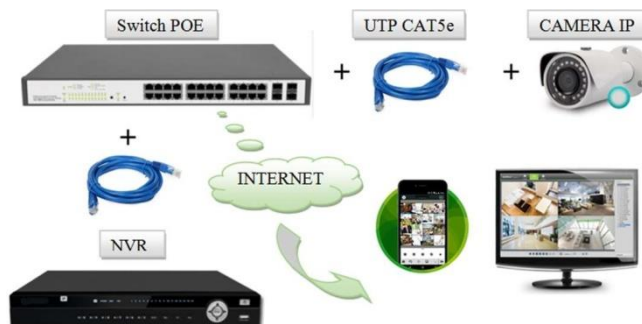 Switch POE
UTP CAT5e
CAMERA IP
+
+
+
INTERNET
NVR